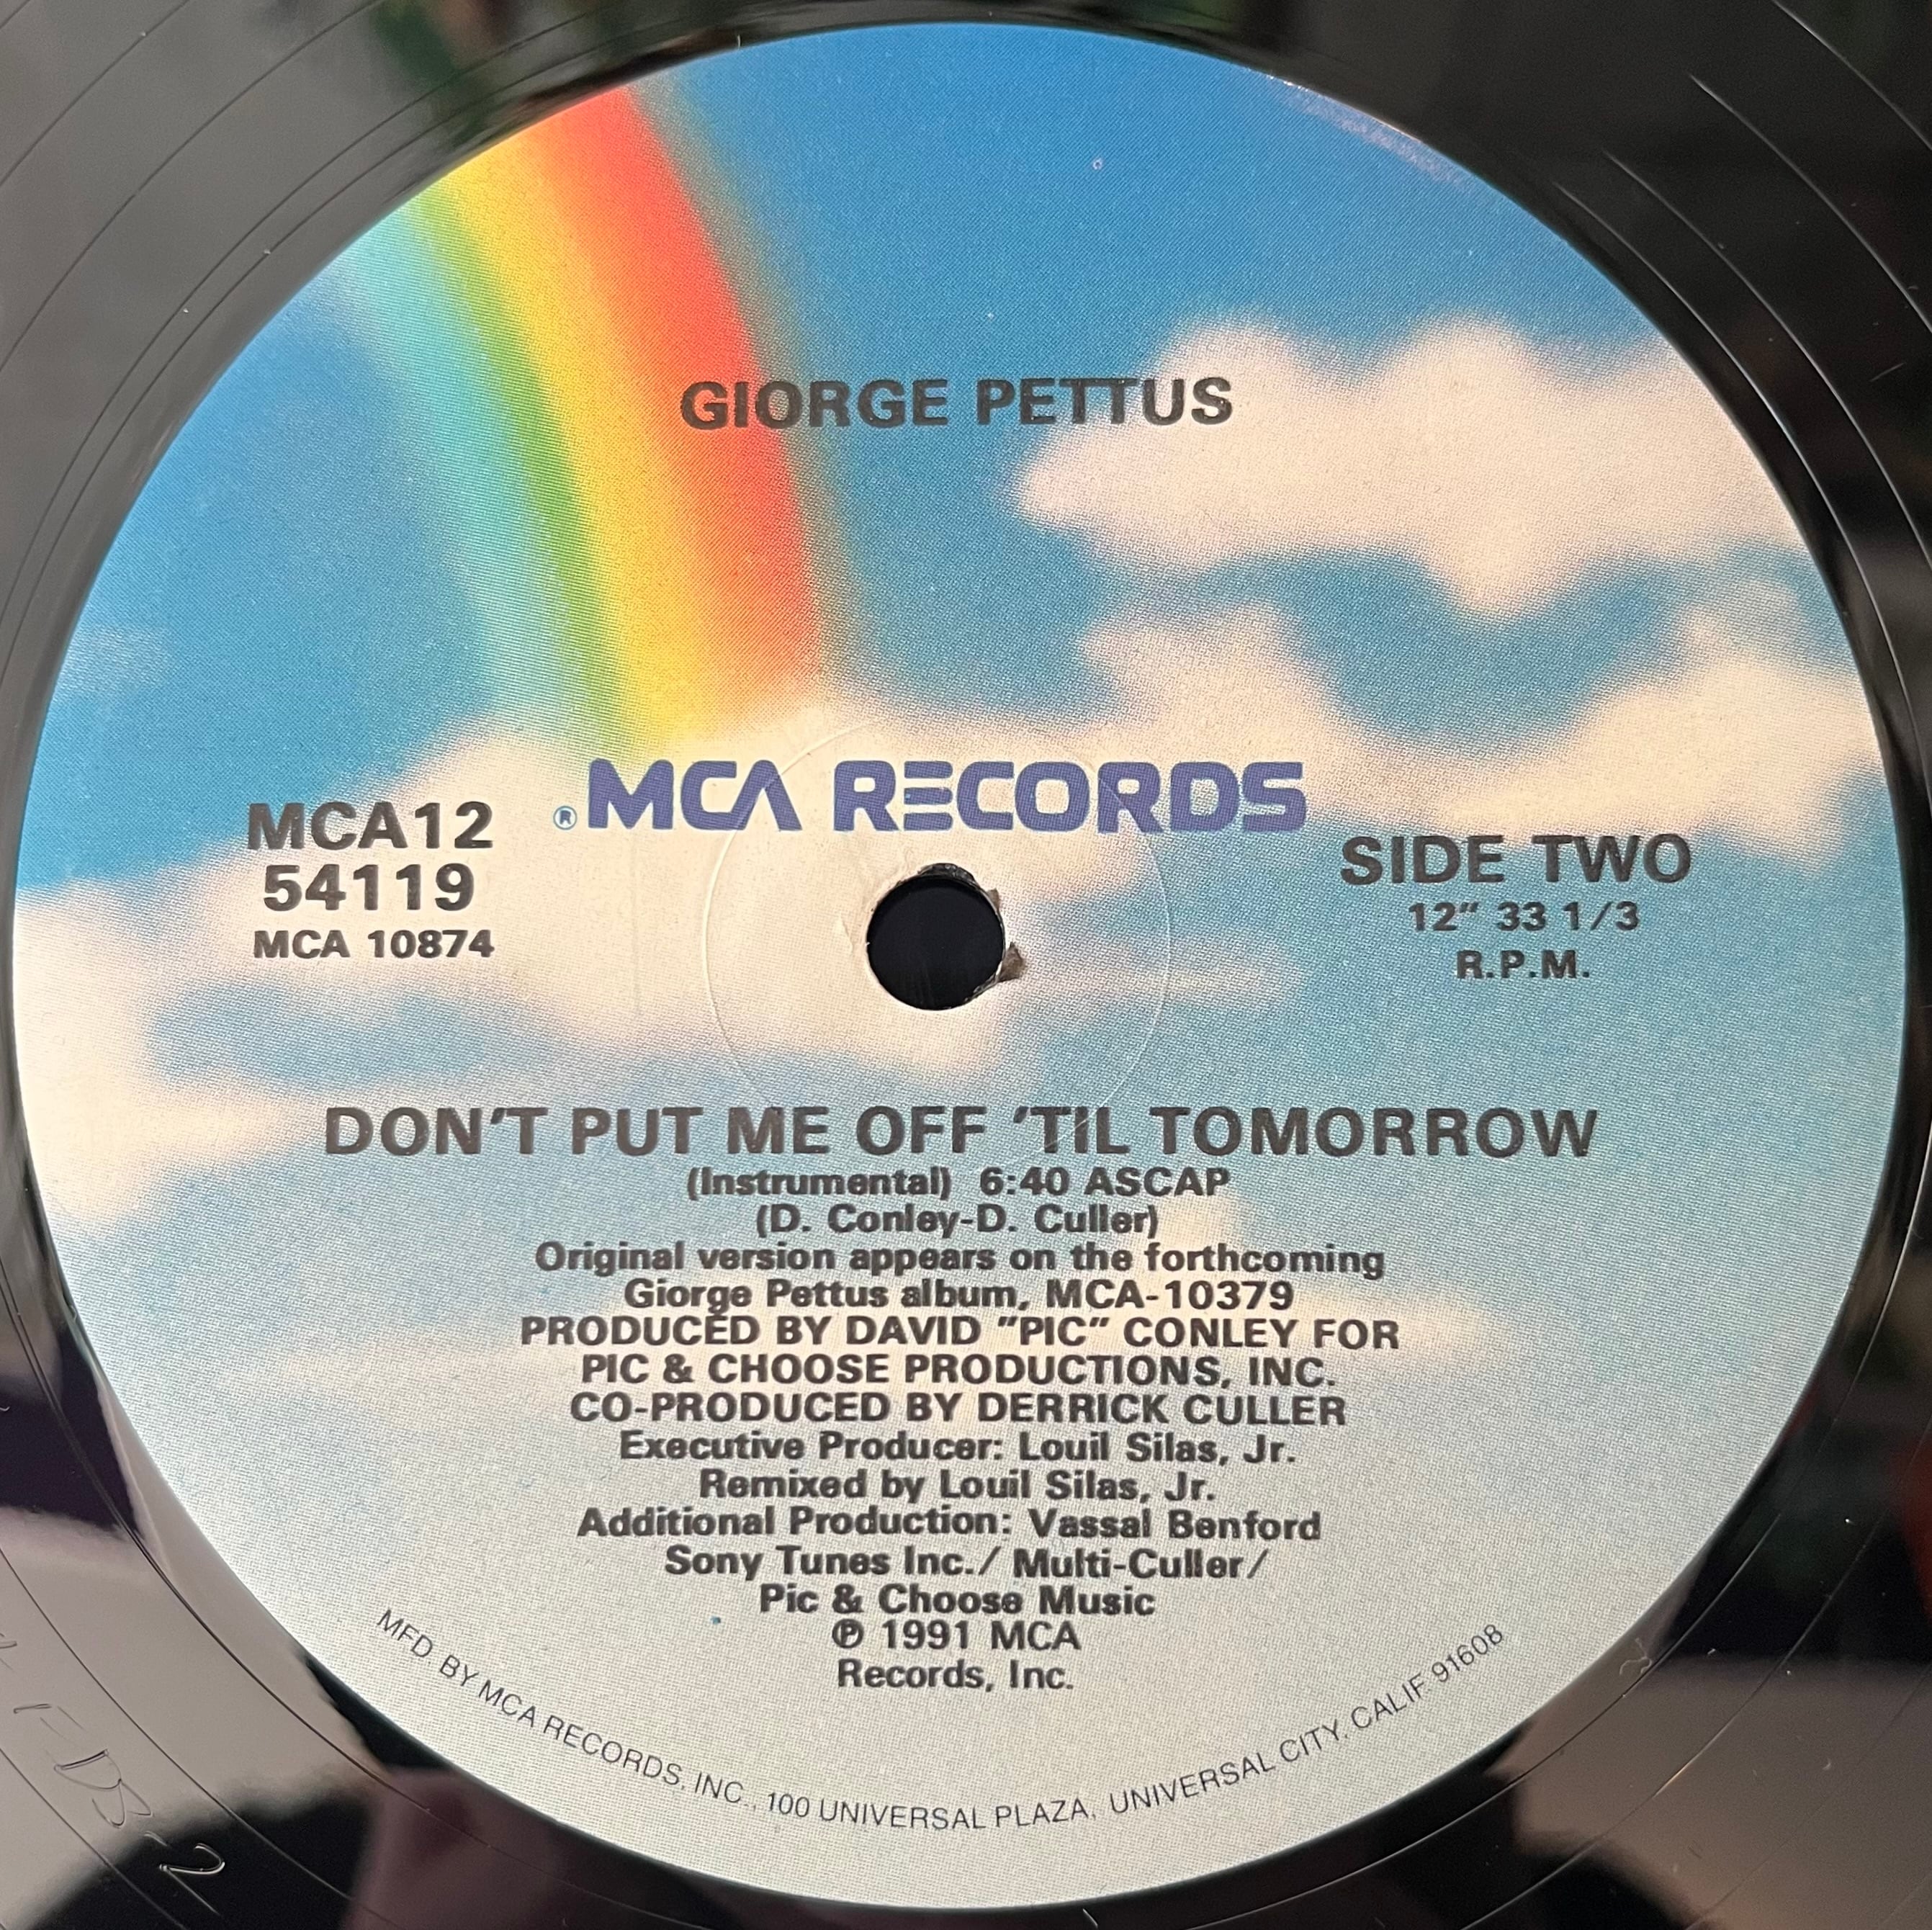 GIORGE PETTUS
® MCA RECORDS
MCA12
54119
MCA 10874
SIDE TWO
12" 33 1/3
R.P.M.
DON'T PUT ME OFF 'TIL TOMORROW
(Instrumental) 6:40 ASCAP
(D. Conley-D. Culler)
Original version appears on the forthcoming
Giorge Pettus album, MCA-10379
PRODUCED BY DAVID "PIC" CONLEY FOR
PIC & CHOOSE PRODUCTIONS, INC.
CO-PRODUCED BY DERRICK CULLER
Executive Producer: Louil Silas, Jr.
Remixed by Louil Silas, Jr.
Additional Production: Vassal Benford
Sony Tunes Inc./ Multi-Culler/
Pic & Choose Music
℗ 1991 MCA
Records, Inc.
MFD BY MCA RECORDS, INC., 100 UNIVERSAL PLAZA, UNIVERSAL CITY, CALIF. 91608